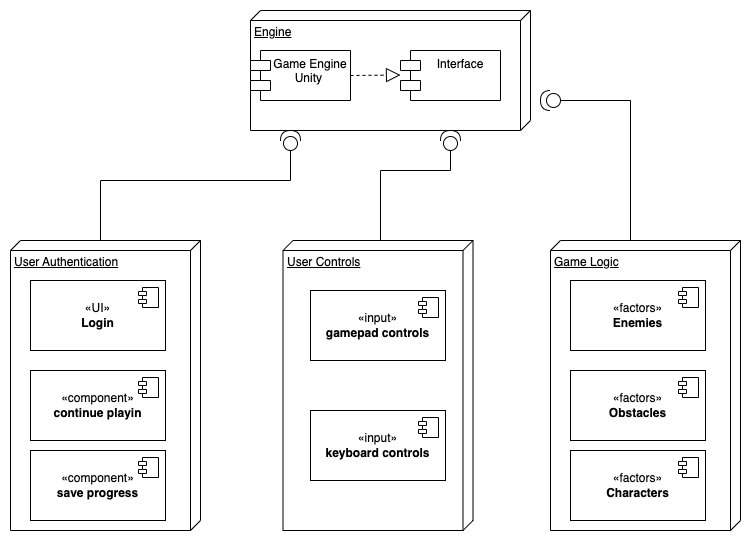 Engine
Game Engine
Unity
Interface
User Authentication
«UI»
Login
«component»
continue playin
«component»
save progress
User Controls
«input»
gamepad controls
«input»
keyboard controls
Game Logic
«factors»
Enemies
«factors»
Obstacles
«factors»
Characters